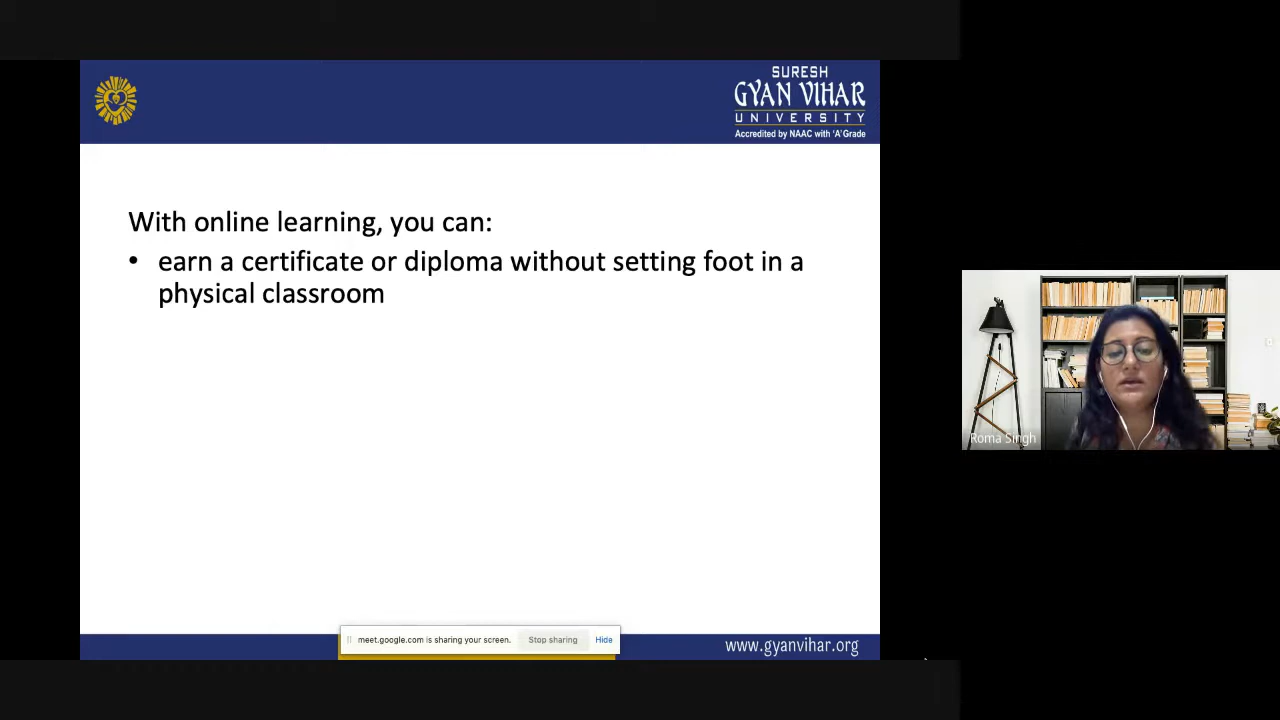 SURESH
GYAN VIHAR
UNIVERSITY
Accredited by NAAC with 'A' Grade
With online learning, you can:
• earn a certificate or diploma without setting foot in a
physical classroom
Roma Singh
meet.google.com is sharing your screen. Stop sharing Hide
www.gyanvihar.org